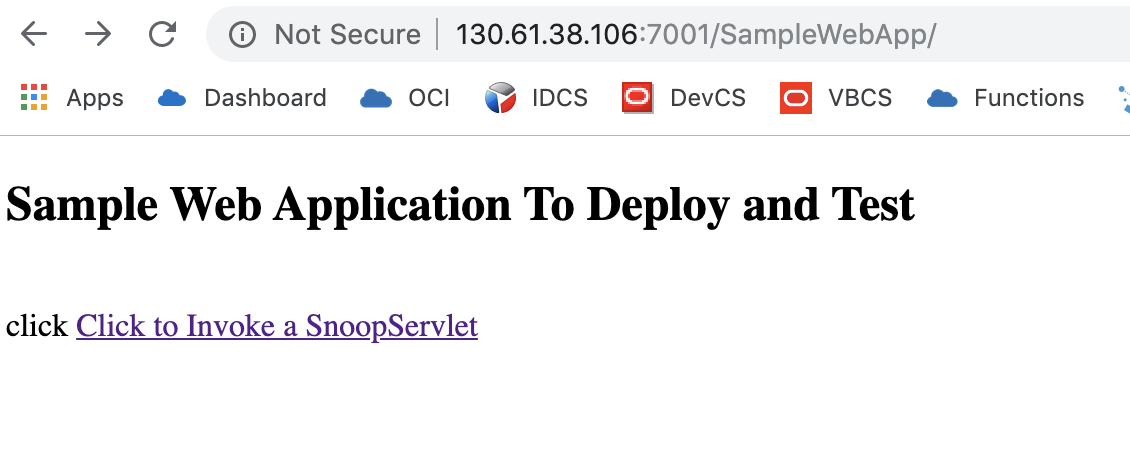 Not Secure 130.61.38.106:7001/SampleWebApp/
Apps Dashboard OCI IDCS DevCS VBCS Functions
Sample Web Application To Deploy and Test
click Click to Invoke a SnoopServlet